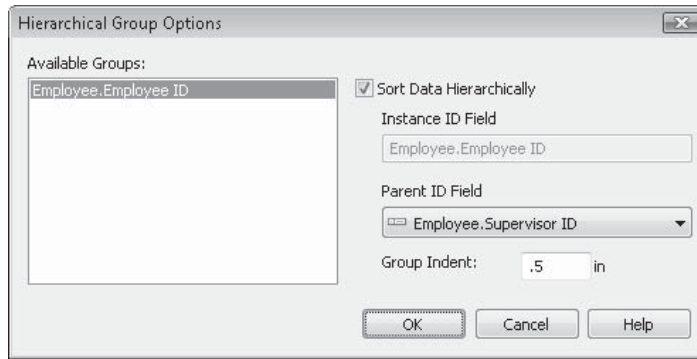 Hierarchical Group Options
Available Groups:
Employee.Employee ID
Sort Data Hierarchically
Instance ID Field
Employee.Employee ID
Parent ID Field
Employee.Supervisor ID
Group Indent:
.5 in
OK Cancel Help